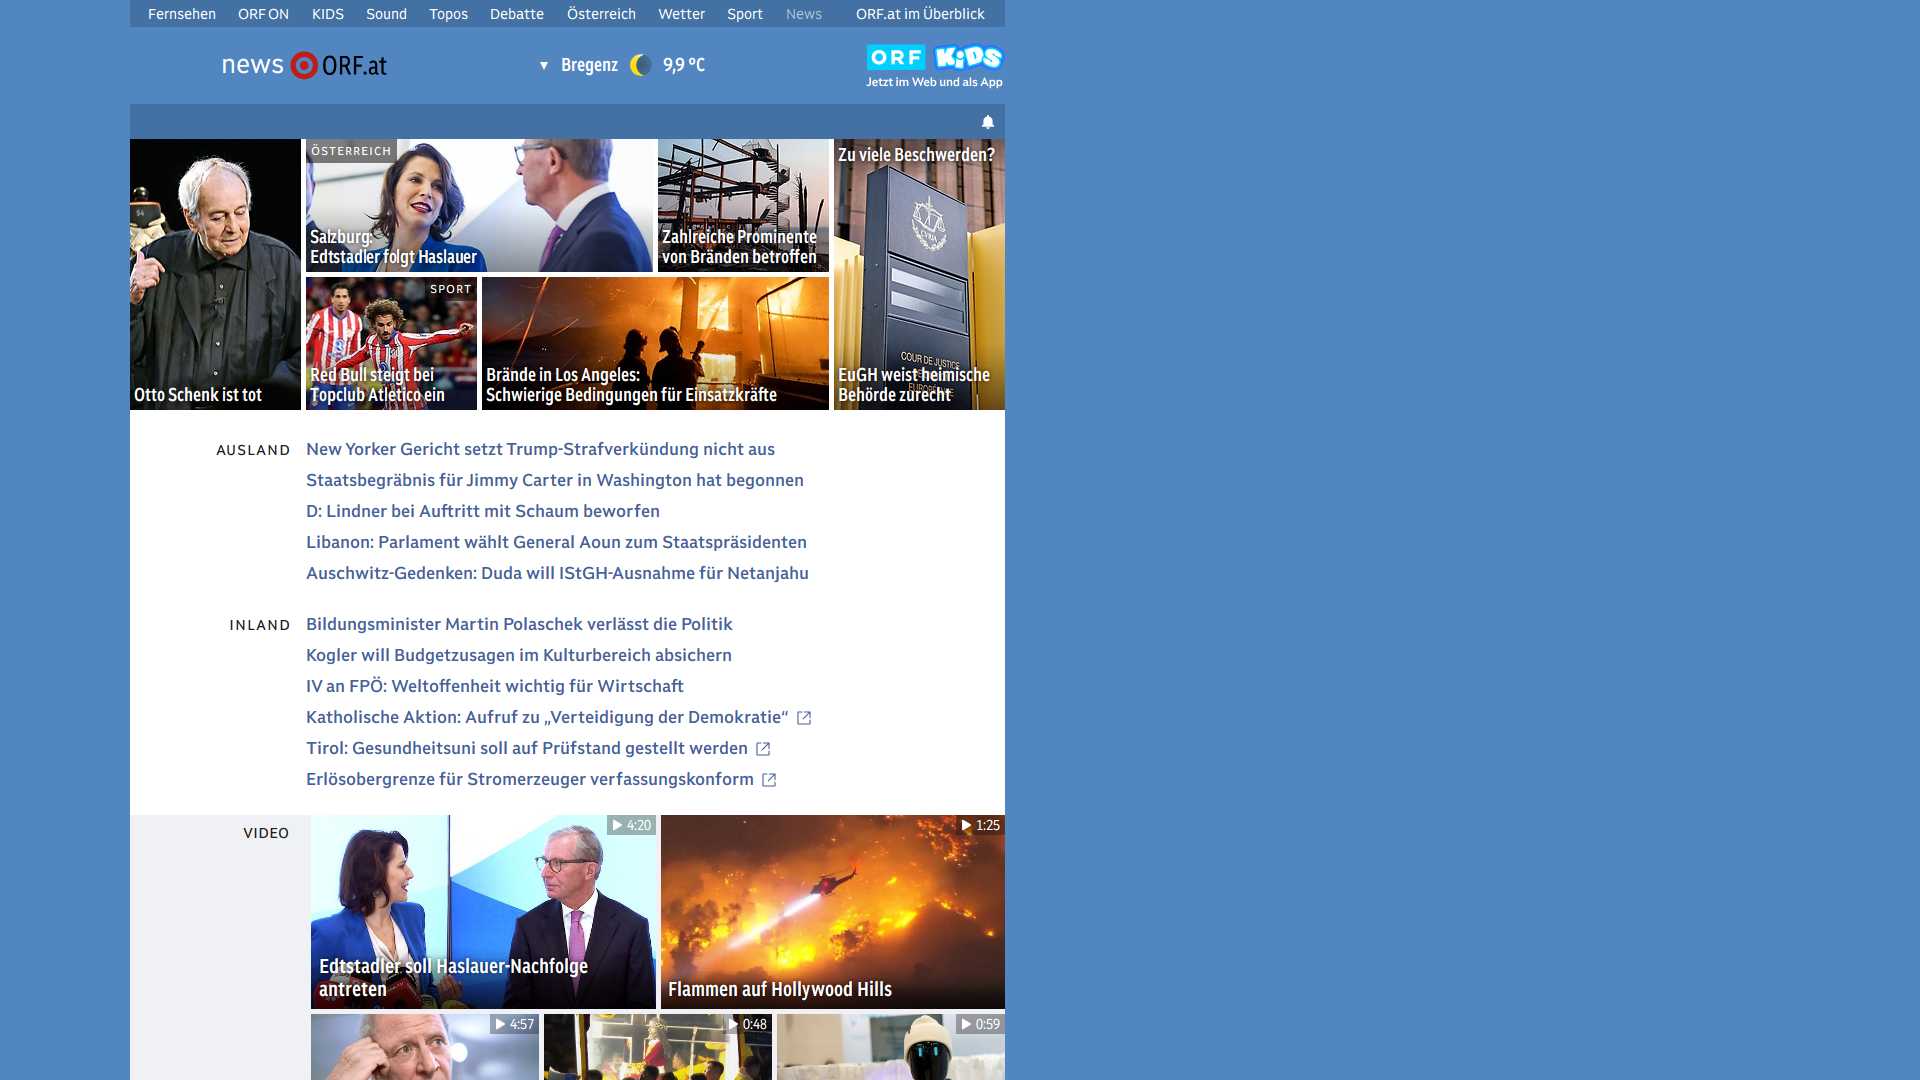 Fernsehen ORF ON KIDS Sound Topos Debatte Österreich Wetter Sport News ORF.at im Überblick
news ORF.at
▼ Bregenz 9,9 °C
ORF KiDS
Jetzt im Web und als App
Otto Schenk ist tot
ÖSTERREICH
Salzburg:
Edtstadler folgt Haslauer
Zahlreiche Prominente
von Bränden betroffen
Zu viele Beschwerden?
CVRIA
COUR DE JUSTICE
EuGH weist heimische
Behörde zurecht
SPORT
Red Bull steigt bei
Topclub Atletico ein
Brände in Los Angeles:
Schwierige Bedingungen für Einsatzkräfte
AUSLAND
New Yorker Gericht setzt Trump-Strafverkündung nicht aus
Staatsbegräbnis für Jimmy Carter in Washington hat begonnen
D: Lindner bei Auftritt mit Schaum beworfen
Libanon: Parlament wählt General Aoun zum Staatspräsidenten
Auschwitz-Gedenken: Duda will IStGH-Ausnahme für Netanjahu
INLAND
Bildungsminister Martin Polaschek verlässt die Politik
Kogler will Budgetzusagen im Kulturbereich absichern
IV an FPÖ: Weltoffenheit wichtig für Wirtschaft
Katholische Aktion: Aufruf zu „Verteidigung der Demokratie“
Tirol: Gesundheitsuni soll auf Prüfstand gestellt werden
Erlösobergrenze für Stromerzeuger verfassungskonform
VIDEO
4:20
Edtstadler soll Haslauer-Nachfolge
antreten
1:25
Flammen auf Hollywood Hills
4:57
0:48
0:59